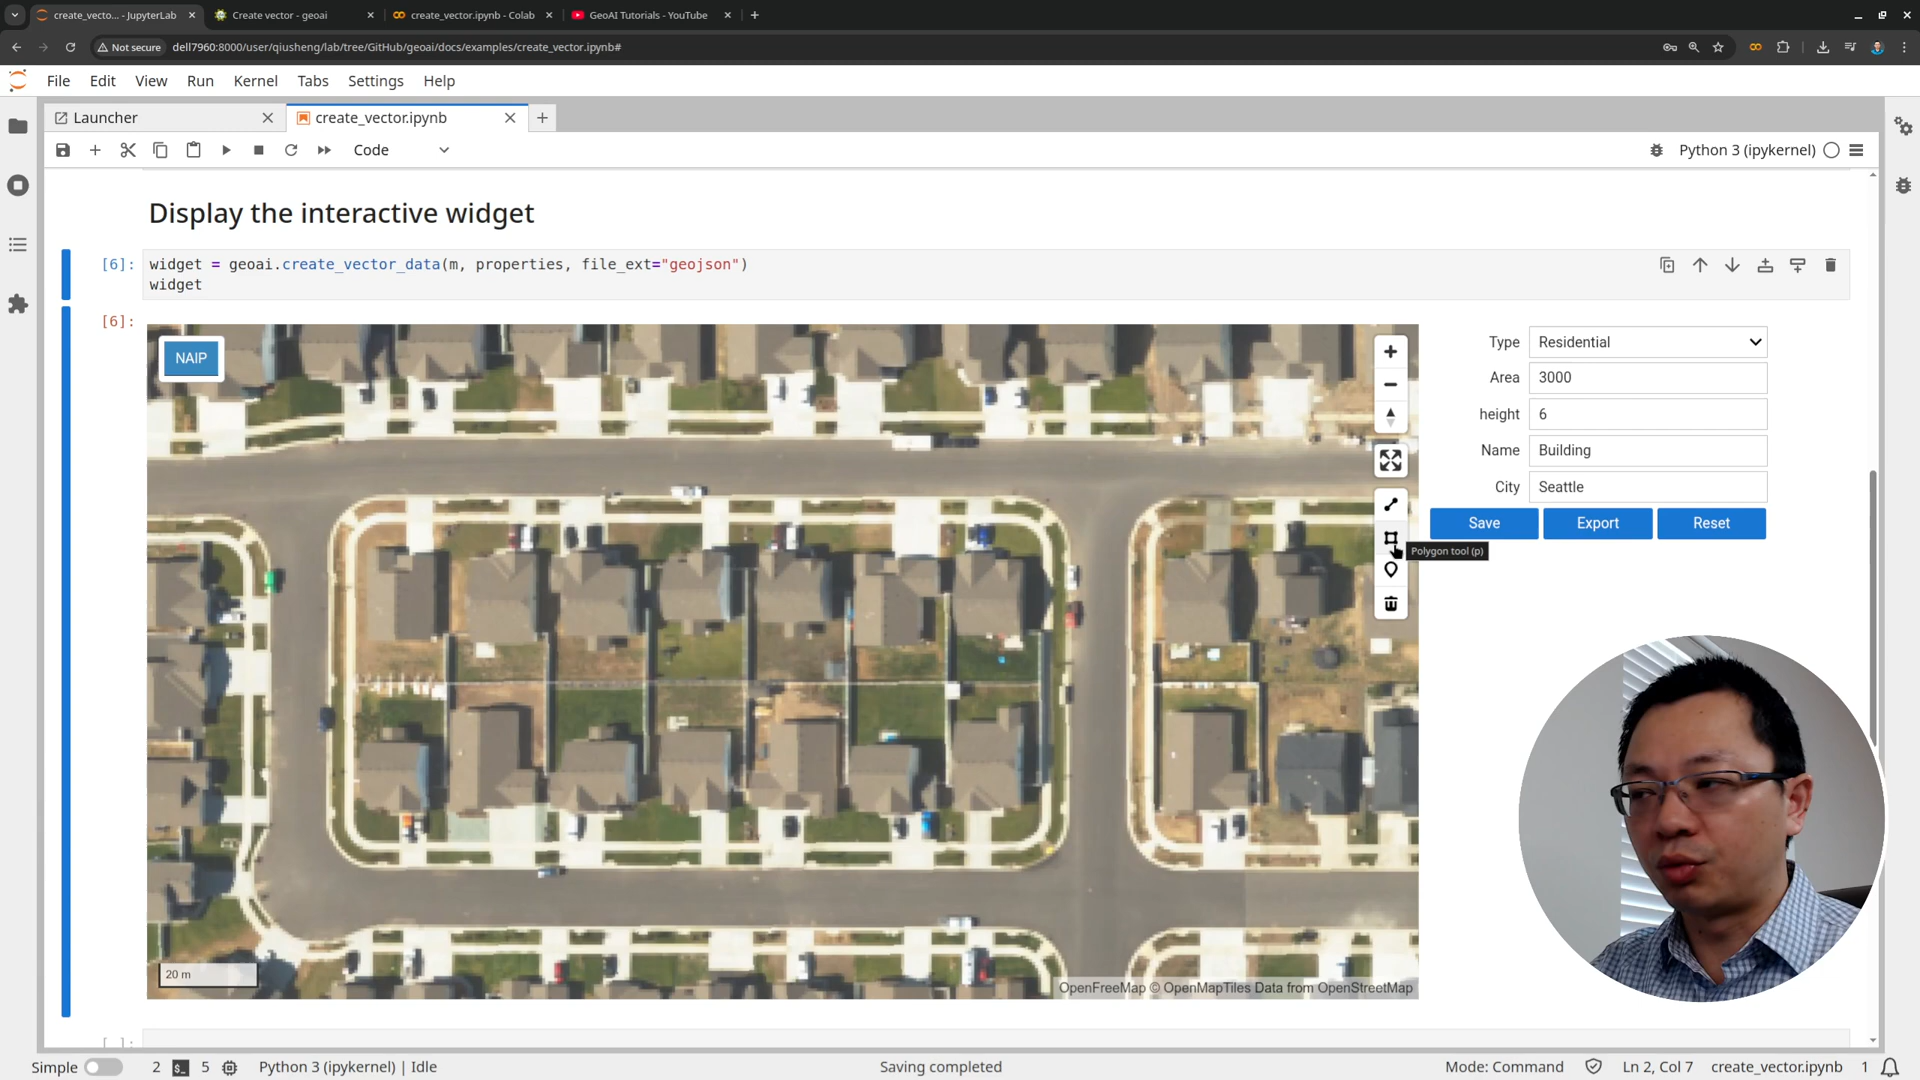 create_vecto... - JupyterLab
Create vector - geoai
create_vector.ipynb - Colab
GeoAI Tutorials - YouTube
Not secure
dell7960:8000/user/qiusheng/lab/tree/GitHub/geoai/docs/examples/create_vector.ipynb#
File Edit View Run Kernel Tabs Settings Help
Launcher
create_vector.ipynb
Code
Python 3 (ipykernel)
Display the interactive widget
[6]: widget = geoai.create_vector_data(m, properties, file_ext="geojson")
widget
[6]:
NAIP
Type Residential
Area 3000
height 6
Name Building
City Seattle
Save Export Reset
Polygon tool (p)
20 m
OpenFreeMap © OpenMapTiles Data from OpenStreetMap
[ ]:
Simple 2 5 Python 3 (ipykernel) | Idle Saving completed Mode: Command Ln 2, Col 7 create_vector.ipynb 1